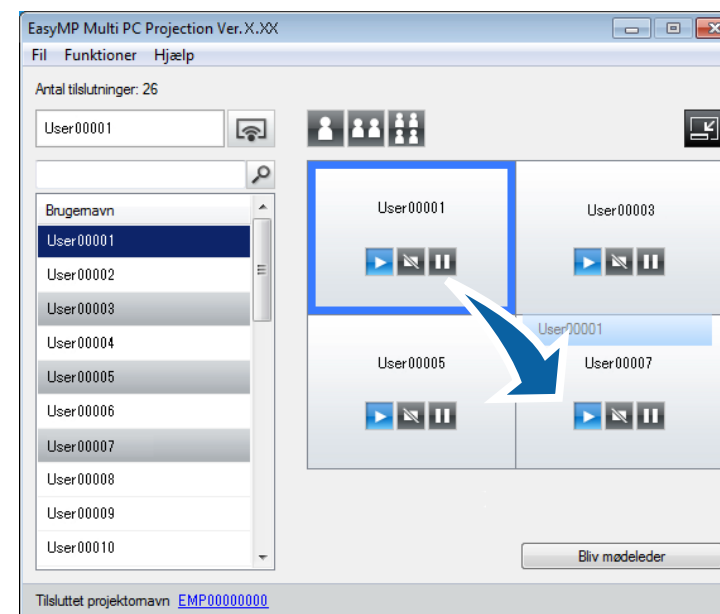 EasyMP Multi PC Projection Ver.X.XX
Fil Funktioner Hjælp
Antal tilslutninger: 26
User00001
Brugernavn
User00001
User00002
User00003
User00004
User00005
User00006
User00007
User00008
User00009
User00010
User00001
User00003
User00001
User00005
User00007
Bliv mødeleder
Tilsluttet projektornavn EMP00000000